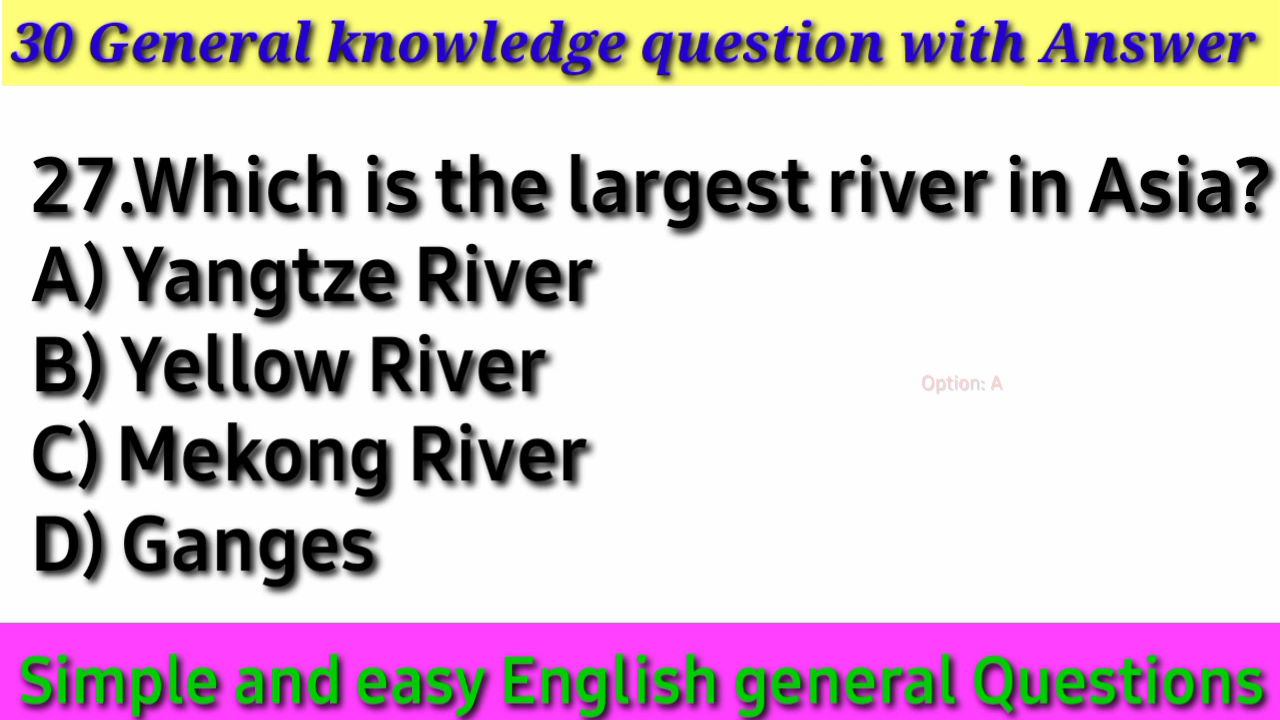 30 General knowledge question with Answer
27.Which is the largest river in Asia?
A) Yangtze River
B) Yellow River
Option: A
C) Mekong River
D) Ganges
Simple and easy English general Questions